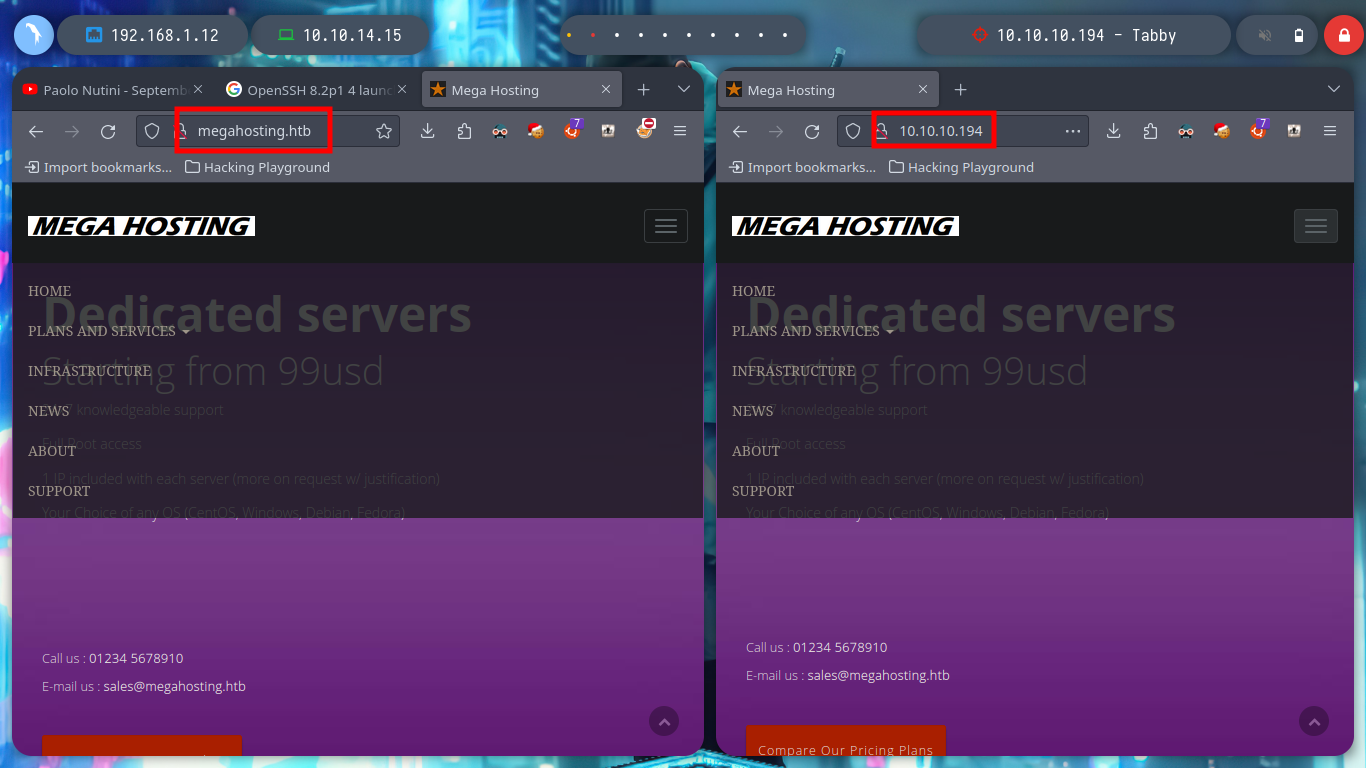 192.168.1.12
10.10.14.15
10.10.10.194 - Tabby
Paolo Nutini - Septemb
OpenSSH 8.2p1 4 launc
Mega Hosting
megahosting.htb
7
Import bookmarks...
Hacking Playground
MEGA HOSTING
HOME
Dedicated servers
PLANS AND SERVICES
Starting from 99usd
INFRASTRUCTURE
NEWS
knowledgeable support
Full Root access
ABOUT
1 IP included with each server (more on request w/ justification)
SUPPORT
Your Choice of any OS (CentOS, Windows, Debian, Fedora)
Call us : 01234 5678910
E-mail us : sales@megahosting.htb
Mega Hosting
10.10.10.194
7
Import bookmarks...
Hacking Playground
MEGA HOSTING
HOME
Dedicated servers
PLANS AND SERVICES
Starting from 99usd
INFRASTRUCTURE
NEWS
knowledgeable support
Full Root access
ABOUT
1 IP included with each server (more on request w/ justification)
SUPPORT
Your Choice of any OS (CentOS, Windows, Debian, Fedora)
Call us : 01234 5678910
E-mail us : sales@megahosting.htb
Compare Our Pricing Plans